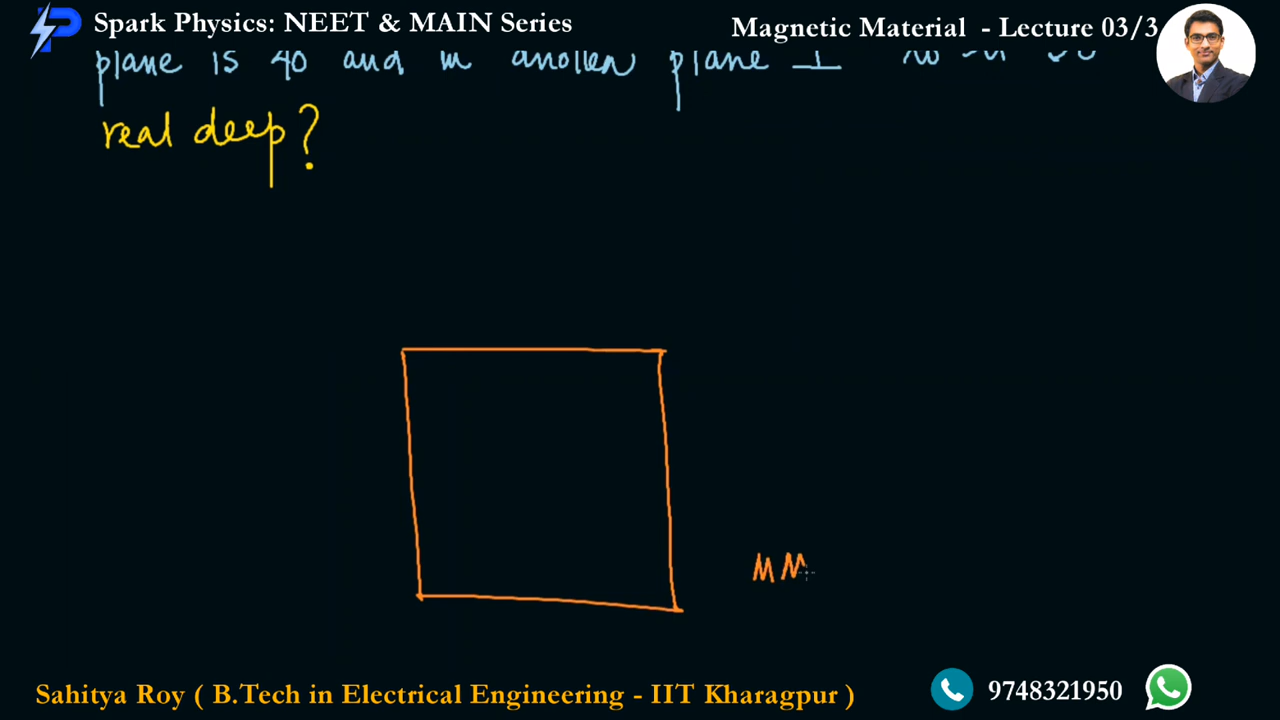 Spark Physics: NEET & MAIN Series
Magnetic Material - Lecture 03/3
plane is 40 and in another plane ⊥
real deep?
MM
Sahitya Roy ( B.Tech in Electrical Engineering - IIT Kharagpur )
9748321950